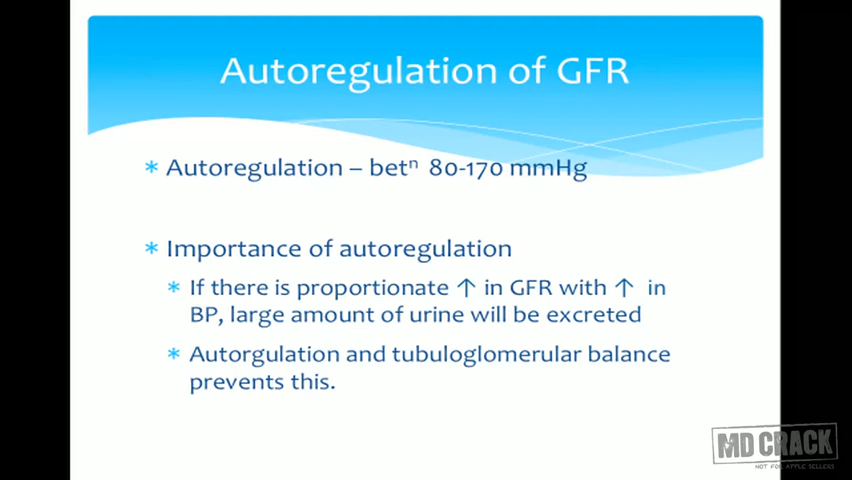 Autoregulation of GFR
* Autoregulation – betⁿ 80-170 mmHg
* Importance of autoregulation
* If there is proportionate ↑ in GFR with ↑ in
BP, large amount of urine will be excreted
* Autorgulation and tubuloglomerular balance
prevents this.
MD CRACK
NOT FOR APPLE SELLERS